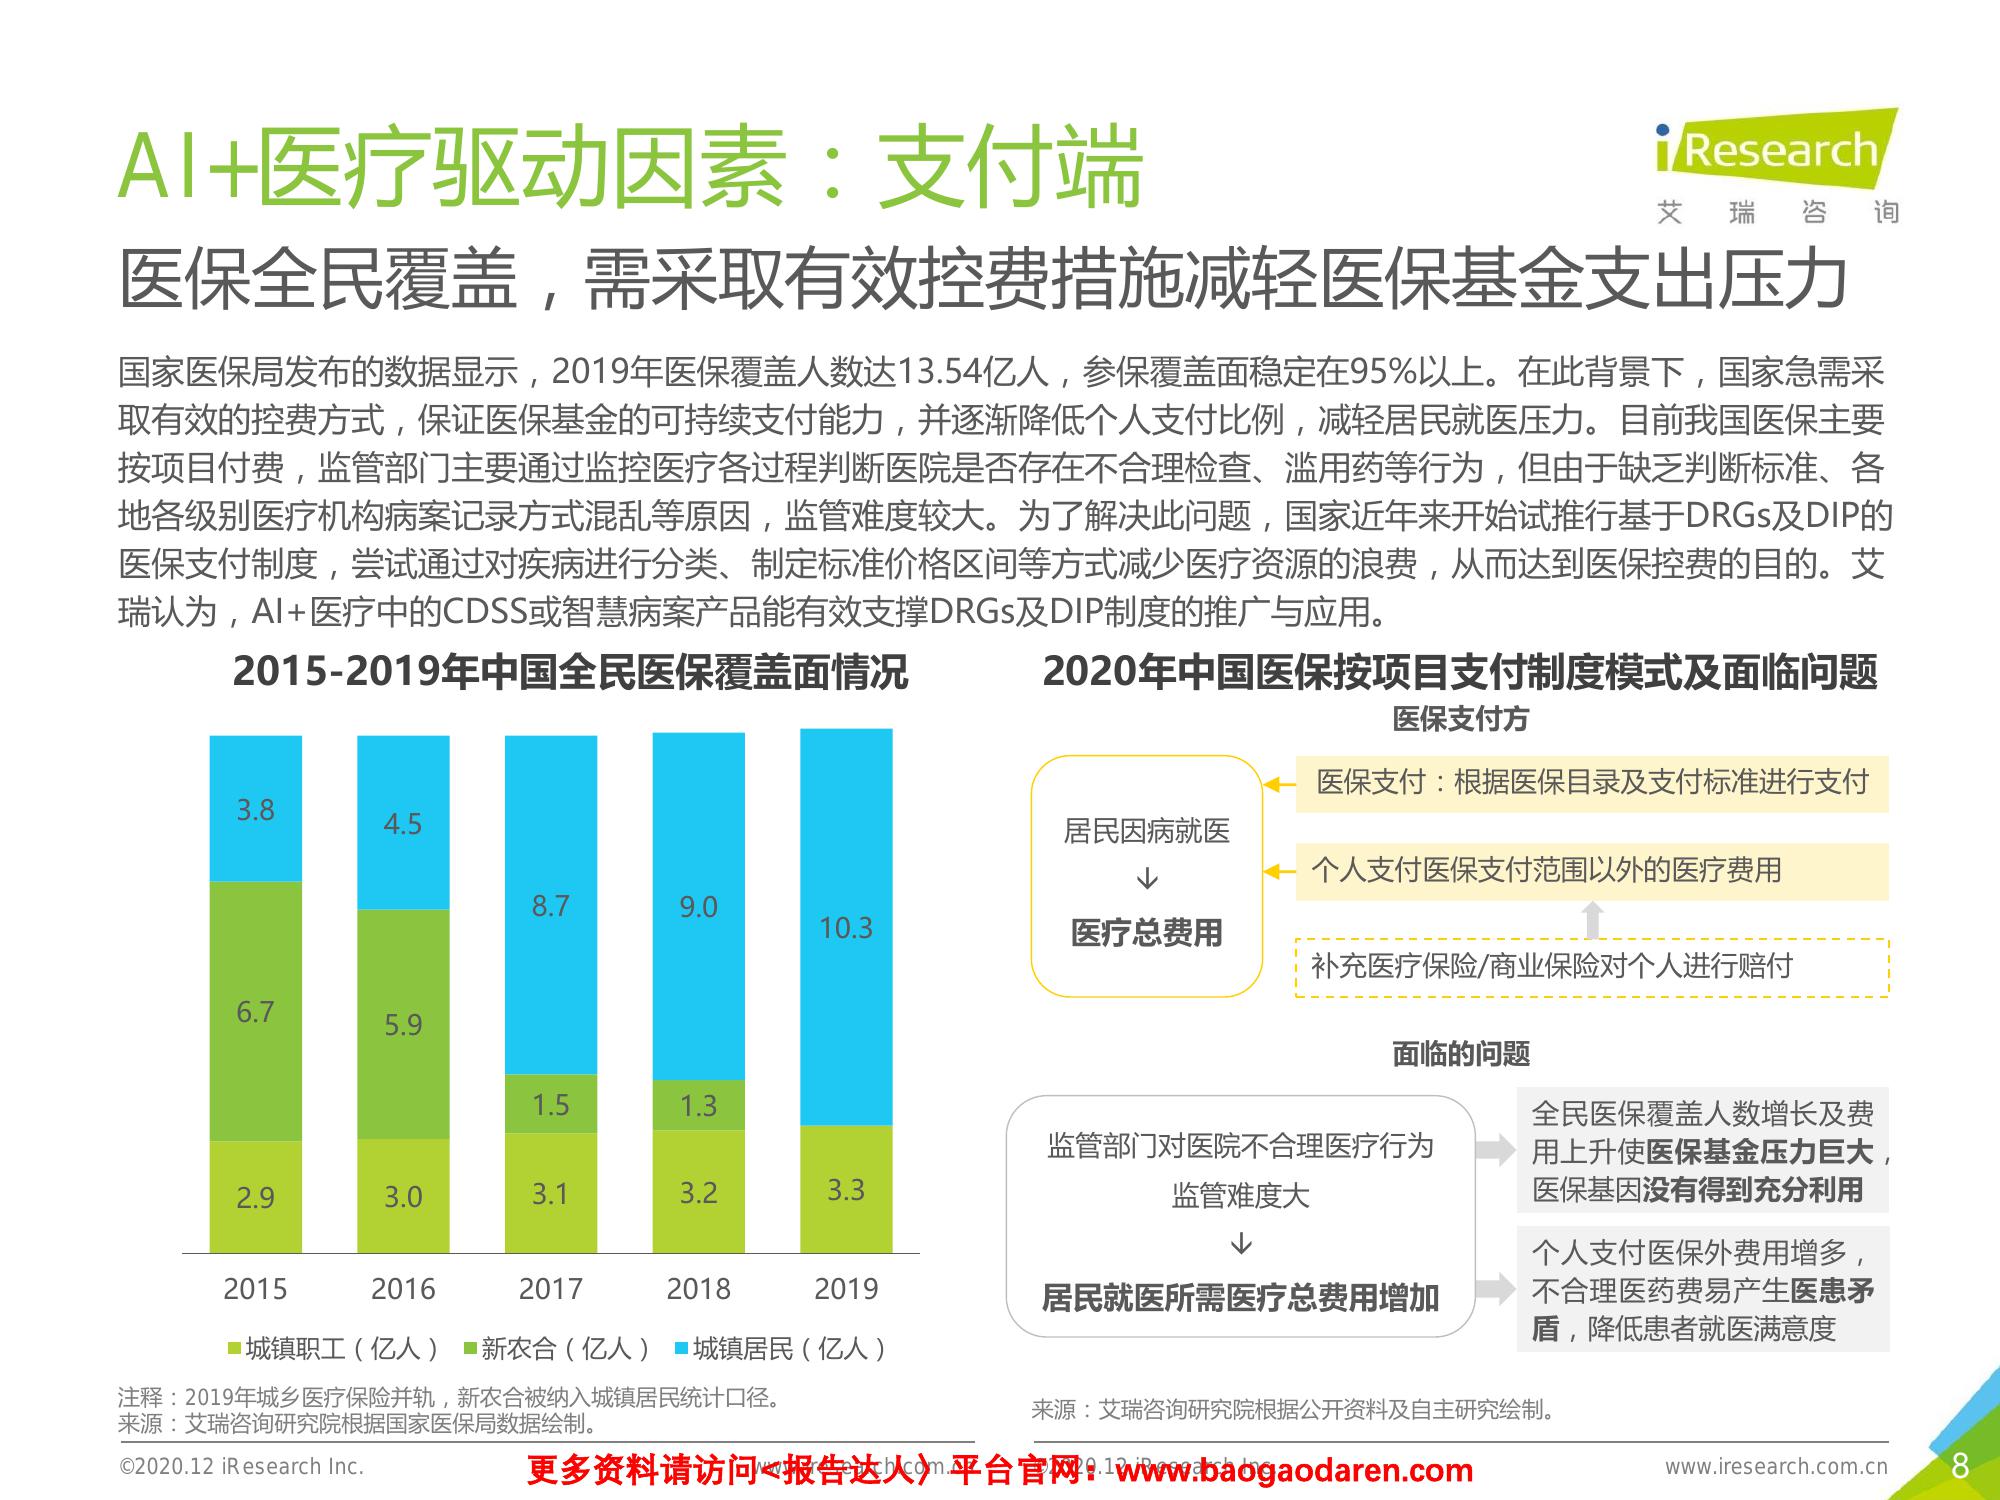 AI+医疗驱动因素：支付端
iResearch
艾瑞咨询
医保全民覆盖，需采取有效控费措施减轻医保基金支出压力
国家医保局发布的数据显示，2019年医保覆盖人数达13.54亿人，参保覆盖面稳定在95%以上。在此背景下，国家急需采
取有效的控费方式，保证医保基金的可持续支付能力，并逐渐降低个人支付比例，减轻居民就医压力。目前我国医保主要
按项目付费，监管部门主要通过监控医疗各过程判断医院是否存在不合理检查、滥用药等行为，但由于缺乏判断标准、各
地各级别医疗机构病案记录方式混乱等原因，监管难度较大。为了解决此问题，国家近年来开始试推行基于DRGs及DIP的
医保支付制度，尝试通过对疾病进行分类、制定标准价格区间等方式减少医疗资源的浪费，从而达到医保控费的目的。艾
瑞认为，AI+医疗中的CDSS或智慧病案产品能有效支撑DRGs及DIP制度的推广与应用。
2015-2019年中国全民医保覆盖面情况
3.8
4.5
8.7
9.0
10.3
6.7
5.9
1.5
1.3
2.9
3.0
3.1
3.2
3.3
2015
2016
2017
2018
2019
城镇职工（亿人）
新农合（亿人）
城镇居民（亿人）
注释：2019年城乡医疗保险并轨，新农合被纳入城镇居民统计口径。
来源：艾瑞咨询研究院根据国家医保局数据绘制。
2020年中国医保按项目支付制度模式及面临问题
医保支付方
居民因病就医
↓
医疗总费用
医保支付：根据医保目录及支付标准进行支付
个人支付医保支付范围以外的医疗费用
补充医疗保险/商业保险对个人进行赔付
面临的问题
监管部门对医院不合理医疗行为
监管难度大
↓
居民就医所需医疗总费用增加
全民医保覆盖人数增长及费
用上升使医保基金压力巨大，
医保基因没有得到充分利用
个人支付医保外费用增多，
不合理医药费易产生医患矛
盾，降低患者就医满意度
来源：艾瑞咨询研究院根据公开资料及自主研究绘制。
©2020.12 iResearch Inc.
www.iresearch.com.cn
©2020.12 iResearch Inc.
更多资料请访问<报告达人>平台官网：www.baogaodaren.com
www.iresearch.com.cn
8